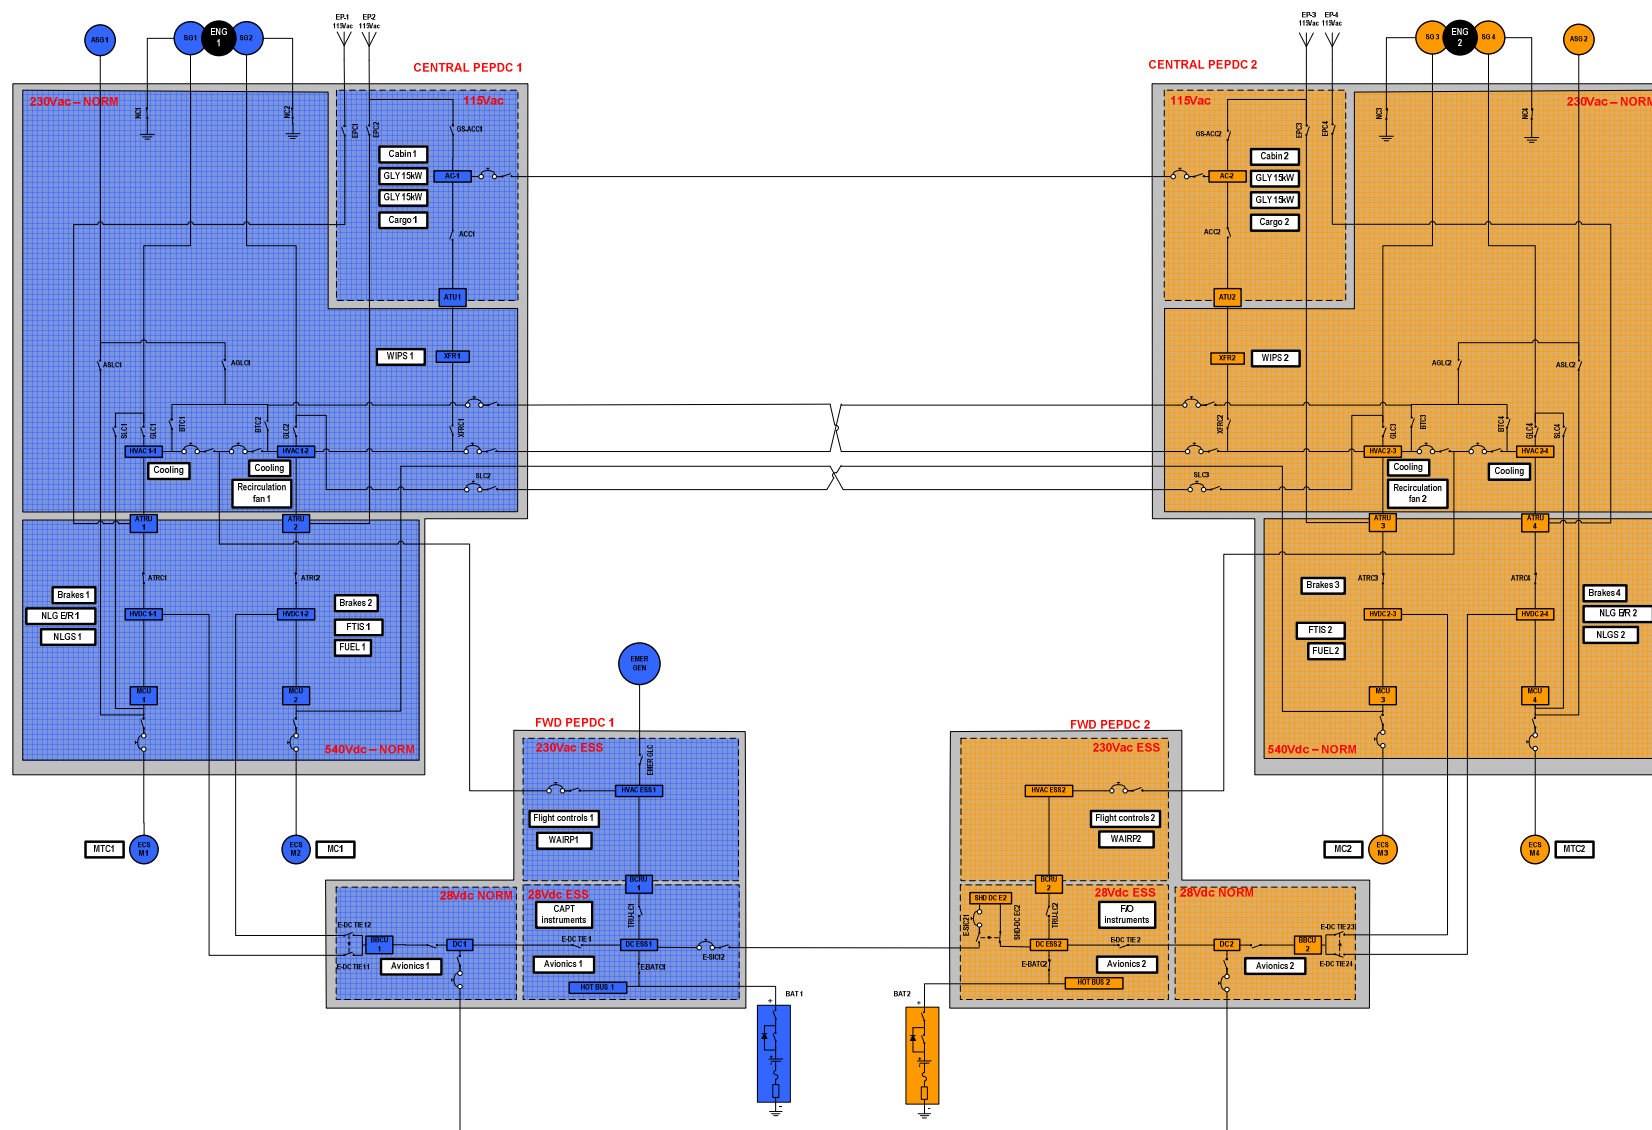 EP-1
115Vac
EP-2
115Vac
EP-3
115Vac
EP-4
115Vac
ASG1
SG1
ENG
1
SG2
SG 3
ENG
2
SG 4
ASG 2
CENTRAL PEPDC 1
CENTRAL PEPDC 2
230Vac – NORM
115Vac
115Vac
230Vac – NORM
NC1
NC2
EPC1
EPC2
GS-ACC1
GS-ACC2
EPC3
EPC4
NC3
NC4
Cabin 1
GLY 15kW
GLY 15kW
Cargo 1
AC-1
AC-2
Cabin 2
GLY 15kW
GLY 15kW
Cargo 2
ACC1
ACC2
ATU1
ATU2
WIPS 1
XFR1
XFR2
WIPS 2
ASLC1
AGLC1
AGLC2
ASLC2
SLC1
GLC1
BTC1
BTC2
GLC2
XFRC1
XFRC2
GLC3
BTC3
BTC4
GLC4
SLC4
HVAC 1-1
HVAC 1-2
HVAC 2-3
HVAC 2-4
Cooling
Cooling
Recirculation
fan 1
SLC2
SLC3
Cooling
Recirculation
fan 2
Cooling
ATRU
1
ATRU
2
ATRU
3
ATRU
4
ATRC1
ATRC2
ATRC3
ATRC4
Brakes 1
NLG E/R 1
NLGS 1
HVDC 1-1
HVDC 1-2
Brakes 2
FTIS 1
FUEL 1
Brakes 3
FTIS 2
FUEL 2
HVDC 2-3
HVDC 2-4
Brakes 4
NLG E/R 2
NLGS 2
EMER
GEN
MCU
1
MCU
2
MCU
3
MCU
4
540Vdc – NORM
540Vdc – NORM
FWD PEPDC 1
FWD PEPDC 2
230Vac ESS
230Vac ESS
EMER GLC
HVAC ESS1
HVAC ESS2
Flight controls 1
WAIRP1
Flight controls 2
WAIRP2
MTC1
ECS
M1
ECS
M2
MC1
MC2
ECS
M3
ECS
M4
MTC2
BCRU
1
BCRU
2
28Vdc NORM
28Vdc ESS
28Vdc ESS
28Vdc NORM
CAPT
instruments
TRU-LC1
SHD DC E2
E-SIC21
SHD-DC EC2
TRU-LC2
F/O
instruments
E-DC TIE 12
BBCU
1
E-DC TIE 11
DC1
E-DC TIE 1
DC ESS1
E-SIC12
DC ESS2
E-DC TIE 2
DC2
BBCU
2
E-DC TIE 23
E-DC TIE 24
Avionics 1
Avionics 1
E-BATC1
E-BATC2
Avionics 2
Avionics 2
HOT BUS 1
HOT BUS 2
BAT 1
BAT2